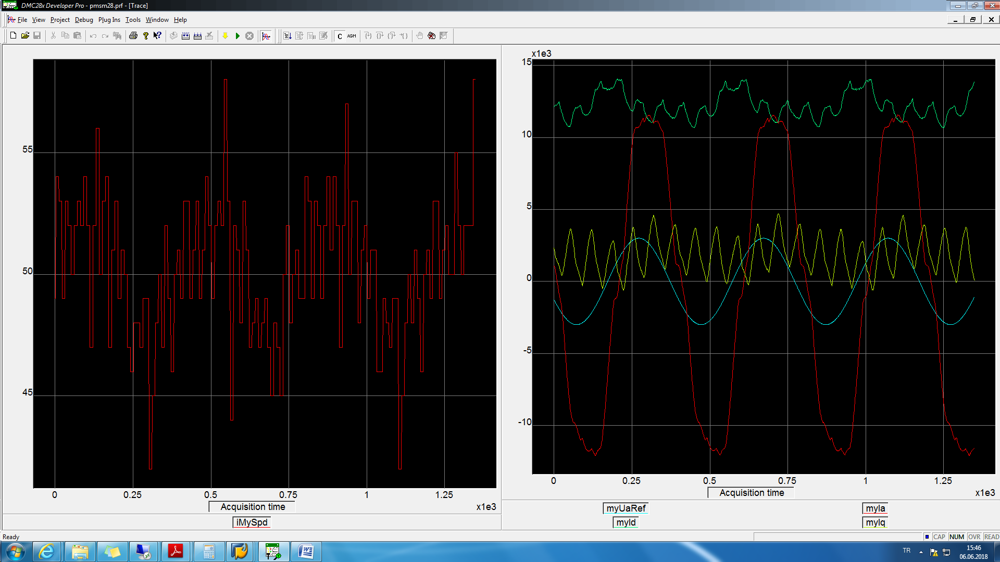 DMC28x Developer Pro - pmsm28.prf - [Trace]
File View Project Debug Plug Ins Tools Window Help
C ASM
55
50
45
0 0.25 0.5 0.75 1 1.25
Acquisition time
x1e3
iMySpd
x1e3
15
10
5
0
-5
-10
0 0.25 0.5 0.75 1 1.25
Acquisition time
x1e3
myUaRef
myIa
myId
myIq
Ready
CAP NUM OVR READ
TR
15:46
06.06.2018